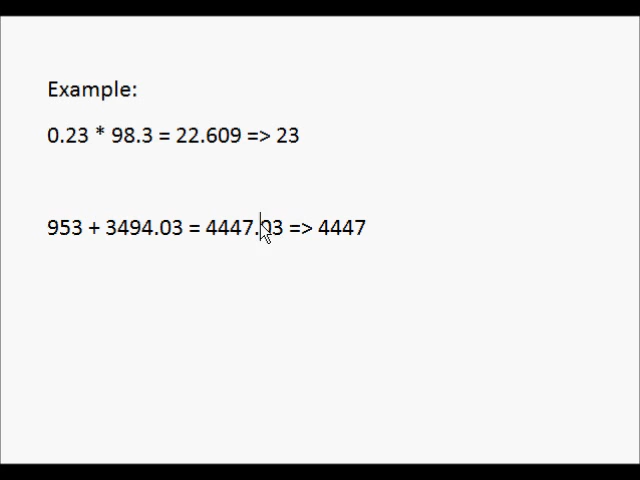 Example:
0.23 * 98.3 = 22.609 => 23
953 + 3494.03 = 4447.03 => 4447